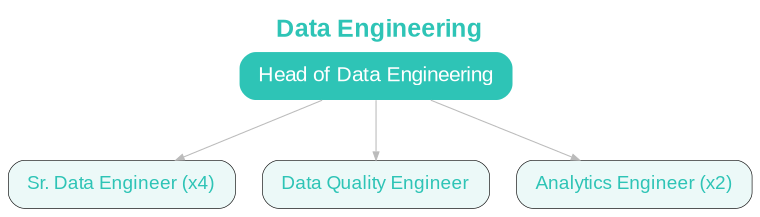 Data Engineering
Head of Data Engineering
Sr. Data Engineer (x4)
Data Quality Engineer
Analytics Engineer (x2)